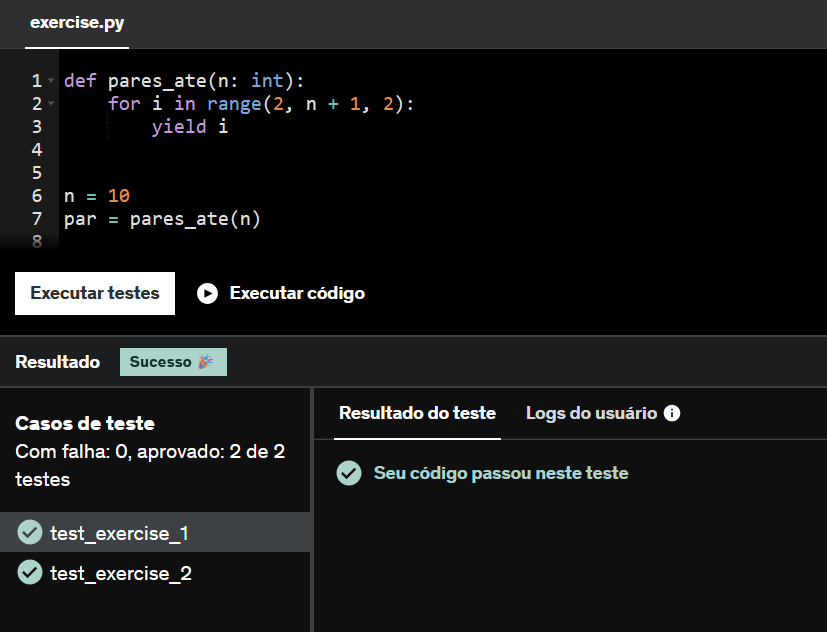 exercise.py
1 def pares_ate(n: int):
2     for i in range(2, n + 1, 2):
3         yield i
4
5
6 n = 10
7 par = pares_ate(n)
8
Executar testes Executar código
Resultado Sucesso 🎉
Casos de teste
Com falha: 0, aprovado: 2 de 2
testes
test_exercise_1
test_exercise_2
Resultado do teste Logs do usuário
Seu código passou neste teste